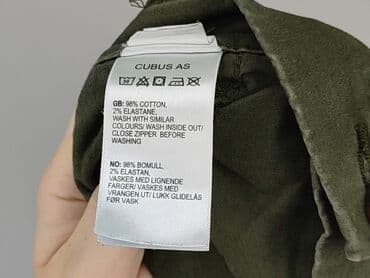 CUBUS AS
GB: 98% COTTON,
2% ELASTANE,
WASH WITH SIMILAR
COLOURS/ WASH INSIDE OUT/
CLOSE ZIPPER BEFORE
WASHING
NO: 98% BOMULL,
2% ELASTAN,
VASKES MED LIGNENDE
FARGER/ VASKES MED
VRANGEN UT/ LUKK GLIDELÅS
FØR VASK